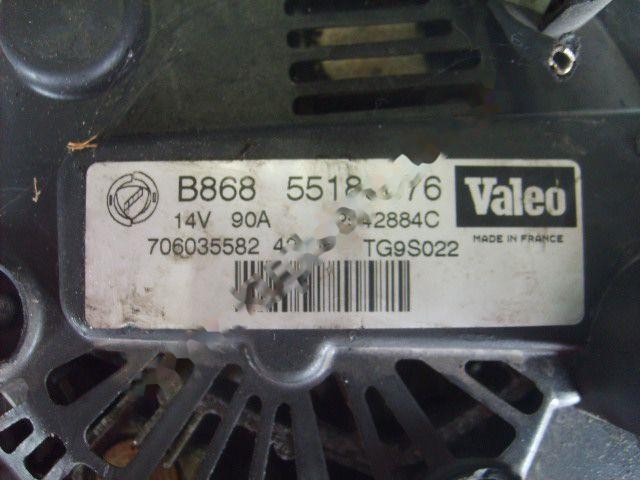 B868
Valeo
14V 90A
706035582 TG9S022
MADE IN FRANCE